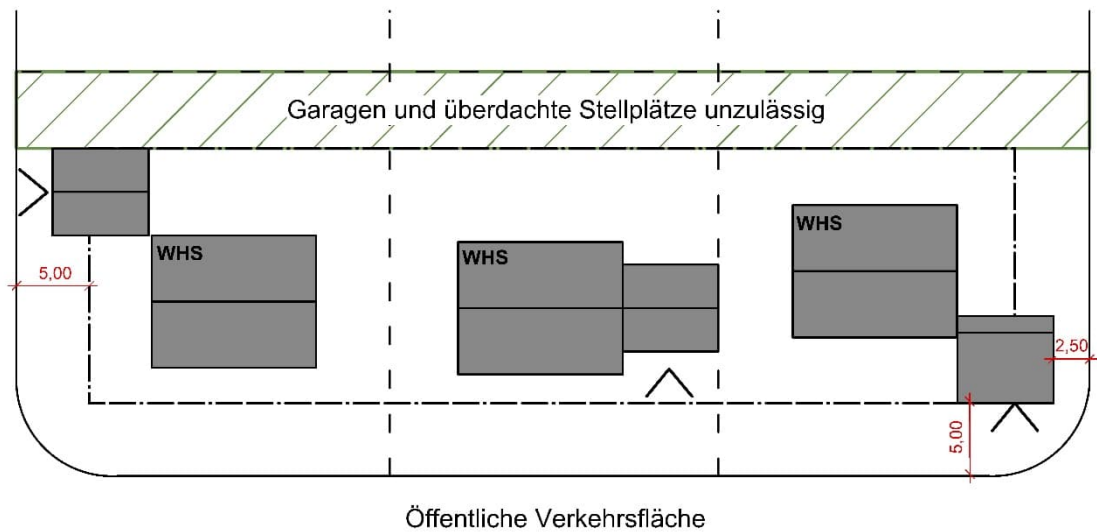 Garagen und überdachte Stellplätze unzulässig
WHS
WHS
WHS
5,00
2,50
5,00
Öffentliche Verkehrsfläche